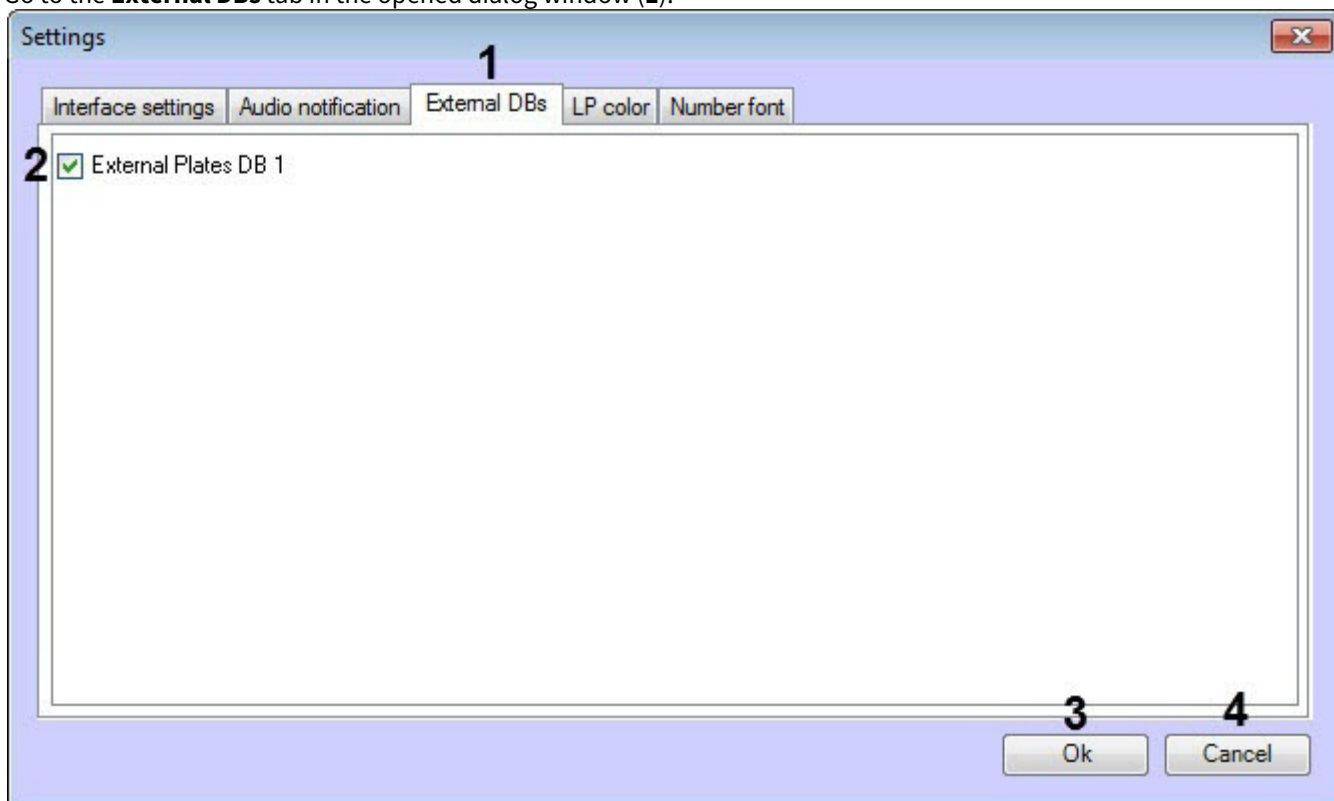 Go to the External DBs tab in the opened dialog window (1).
Settings
1
Interface settings Audio notification External DBs LP color Number font
2 External Plates DB 1
3 4
Ok Cancel